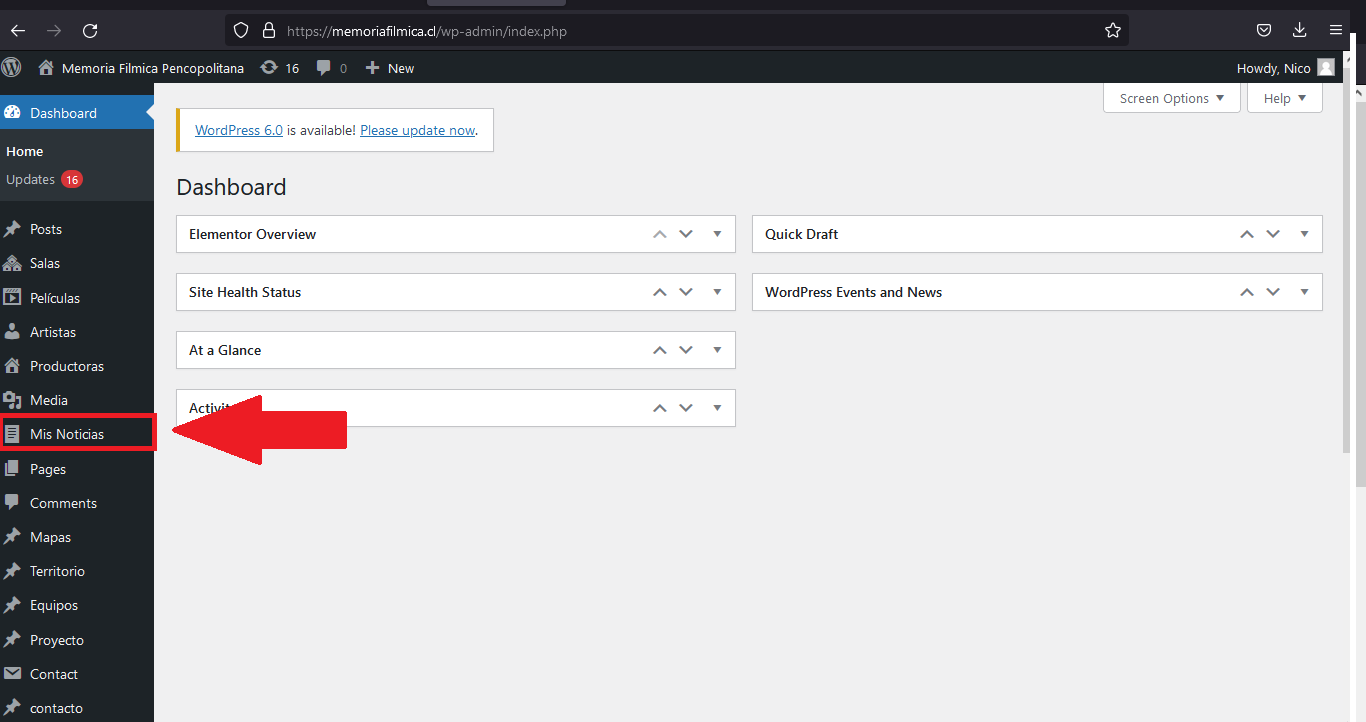 https://memoriafilmica.cl/wp-admin/index.php
Memoria Filmica Pencopolitana 16 0 New Howdy, Nico
Screen Options Help
Dashboard
Home
Updates 16
Posts
Salas
Películas
Artistas
Productoras
Media
Mis Noticias
Pages
Comments
Mapas
Territorio
Equipos
Proyecto
Contact
contacto
WordPress 6.0 is available! Please update now.
Dashboard
Elementor Overview
Site Health Status
At a Glance
Quick Draft
WordPress Events and News